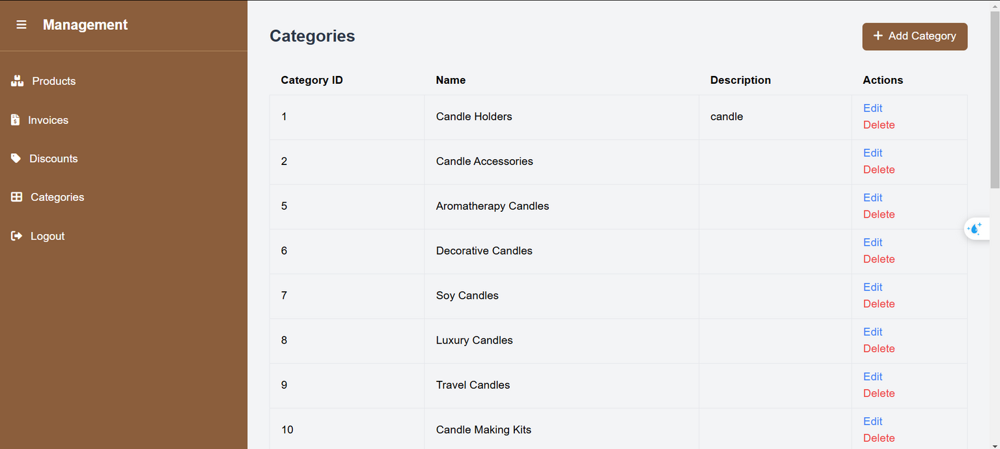 Management
Products
Invoices
Discounts
Categories
Logout
Categories
Add Category
Category ID Name Description Actions
1 Candle Holders candle Edit
Delete
2 Candle Accessories Edit
Delete
5 Aromatherapy Candles Edit
Delete
6 Decorative Candles Edit
Delete
7 Soy Candles Edit
Delete
8 Luxury Candles Edit
Delete
9 Travel Candles Edit
Delete
10 Candle Making Kits Edit
Delete